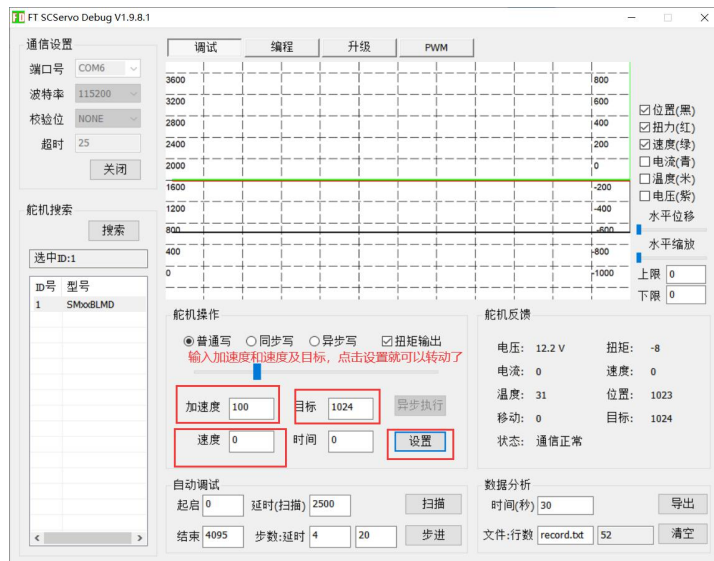 FT SCServo Debug V1.9.8.1
通信设置
端口号 COM6
波特率 115200
校验位 NONE
超时 25
关闭
舵机搜索
搜索
选中ID:1
ID号 型号
1 SMxxBLMD
调试 编程 升级 PWM
3600 800
3200 600
2800 400
2400 200
2000 0
1600 -200
1200 -400
800 -600
400 -800
0 -1000
位置(黑)
扭力(红)
速度(绿)
电流(青)
温度(米)
电压(紫)
水平位移
水平缩放
上限 0
下限 0
舵机操作
普通写 同步写 异步写 扭矩输出
输入加速度和速度及目标，点击设置就可以转动了
加速度 100 目标 1024 异步执行
速度 0 时间 0 设置
舵机反馈
电压: 12.2 V 扭矩: -8
电流: 0 速度: 0
温度: 31 位置: 1023
移动: 0 目标: 1024
状态: 通信正常
自动调试
起启 0 延时(扫描) 2500 扫描
结束 4095 步数:延时 4 20 步进
数据分析
时间(秒) 30 导出
文件:行数 record.txt 52 清空